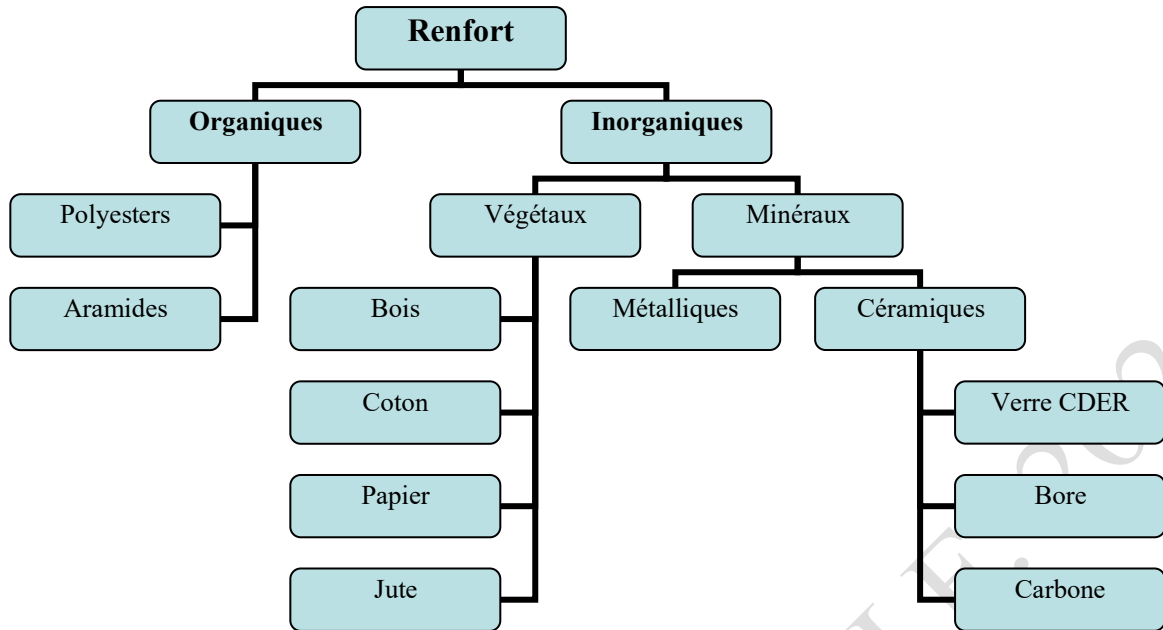 Renfort
Organiques
Inorganiques
Polyesters
Végétaux
Minéraux
Aramides
Bois
Métalliques
Céramiques
Coton
Verre CDER
Papier
Bore
Jute
Carbone